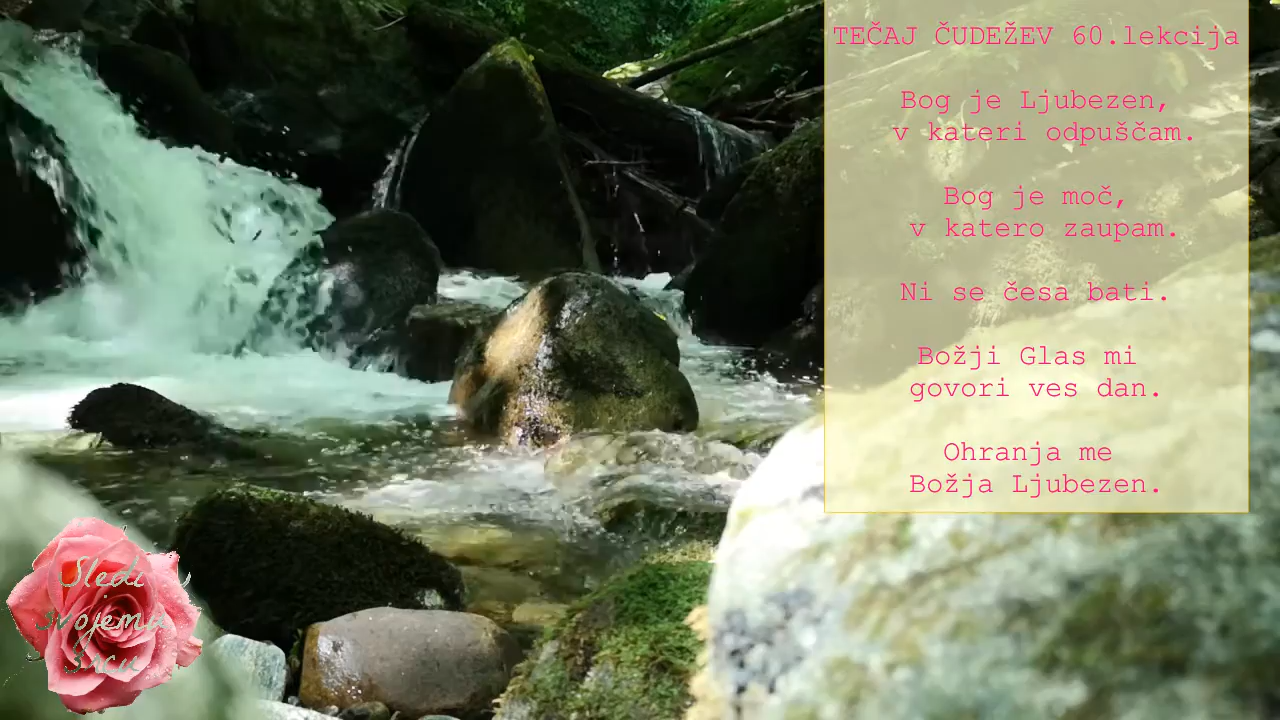 TEČAJ ČUDEŽEV 60.lekcija
Bog je Ljubezen,
v kateri odpuščam.
Bog je moč,
v katero zaupam.
Ni se česa bati.
Božji Glas mi
govori ves dan.
Ohranja me
Božja Ljubezen.
Sledi
svojemu
srcu